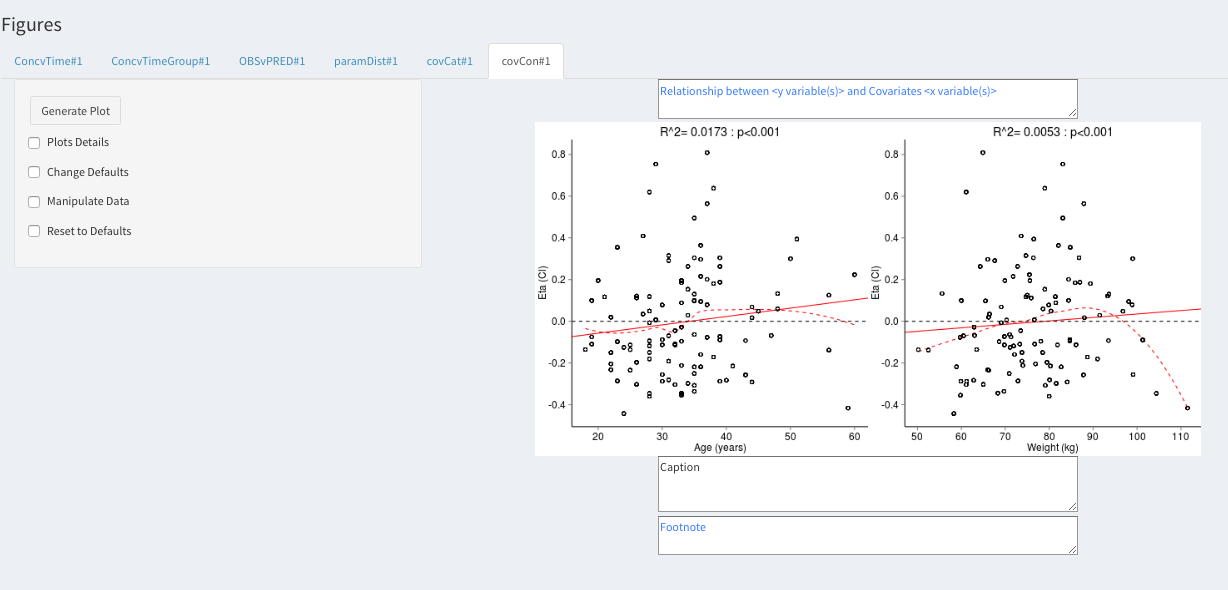 Figures
ConcvTime#1 ConcvTimeGroup#1 OBSvPRED#1 paramDist#1 covCat#1 covCon#1
Generate Plot
Plots Details
Change Defaults
Manipulate Data
Reset to Defaults
Relationship between <y variable(s)> and Covariates <x variable(s)>
R^2= 0.0173 : p<0.001
0.8
0.6
0.4
0.2
0.0
-0.2
-0.4
Eta (Cl)
20 30 40 50 60
Age (years)
R^2= 0.0053 : p<0.001
0.8
0.6
0.4
0.2
0.0
-0.2
-0.4
Eta (Cl)
50 60 70 80 90 100 110
Weight (kg)
Caption
Footnote